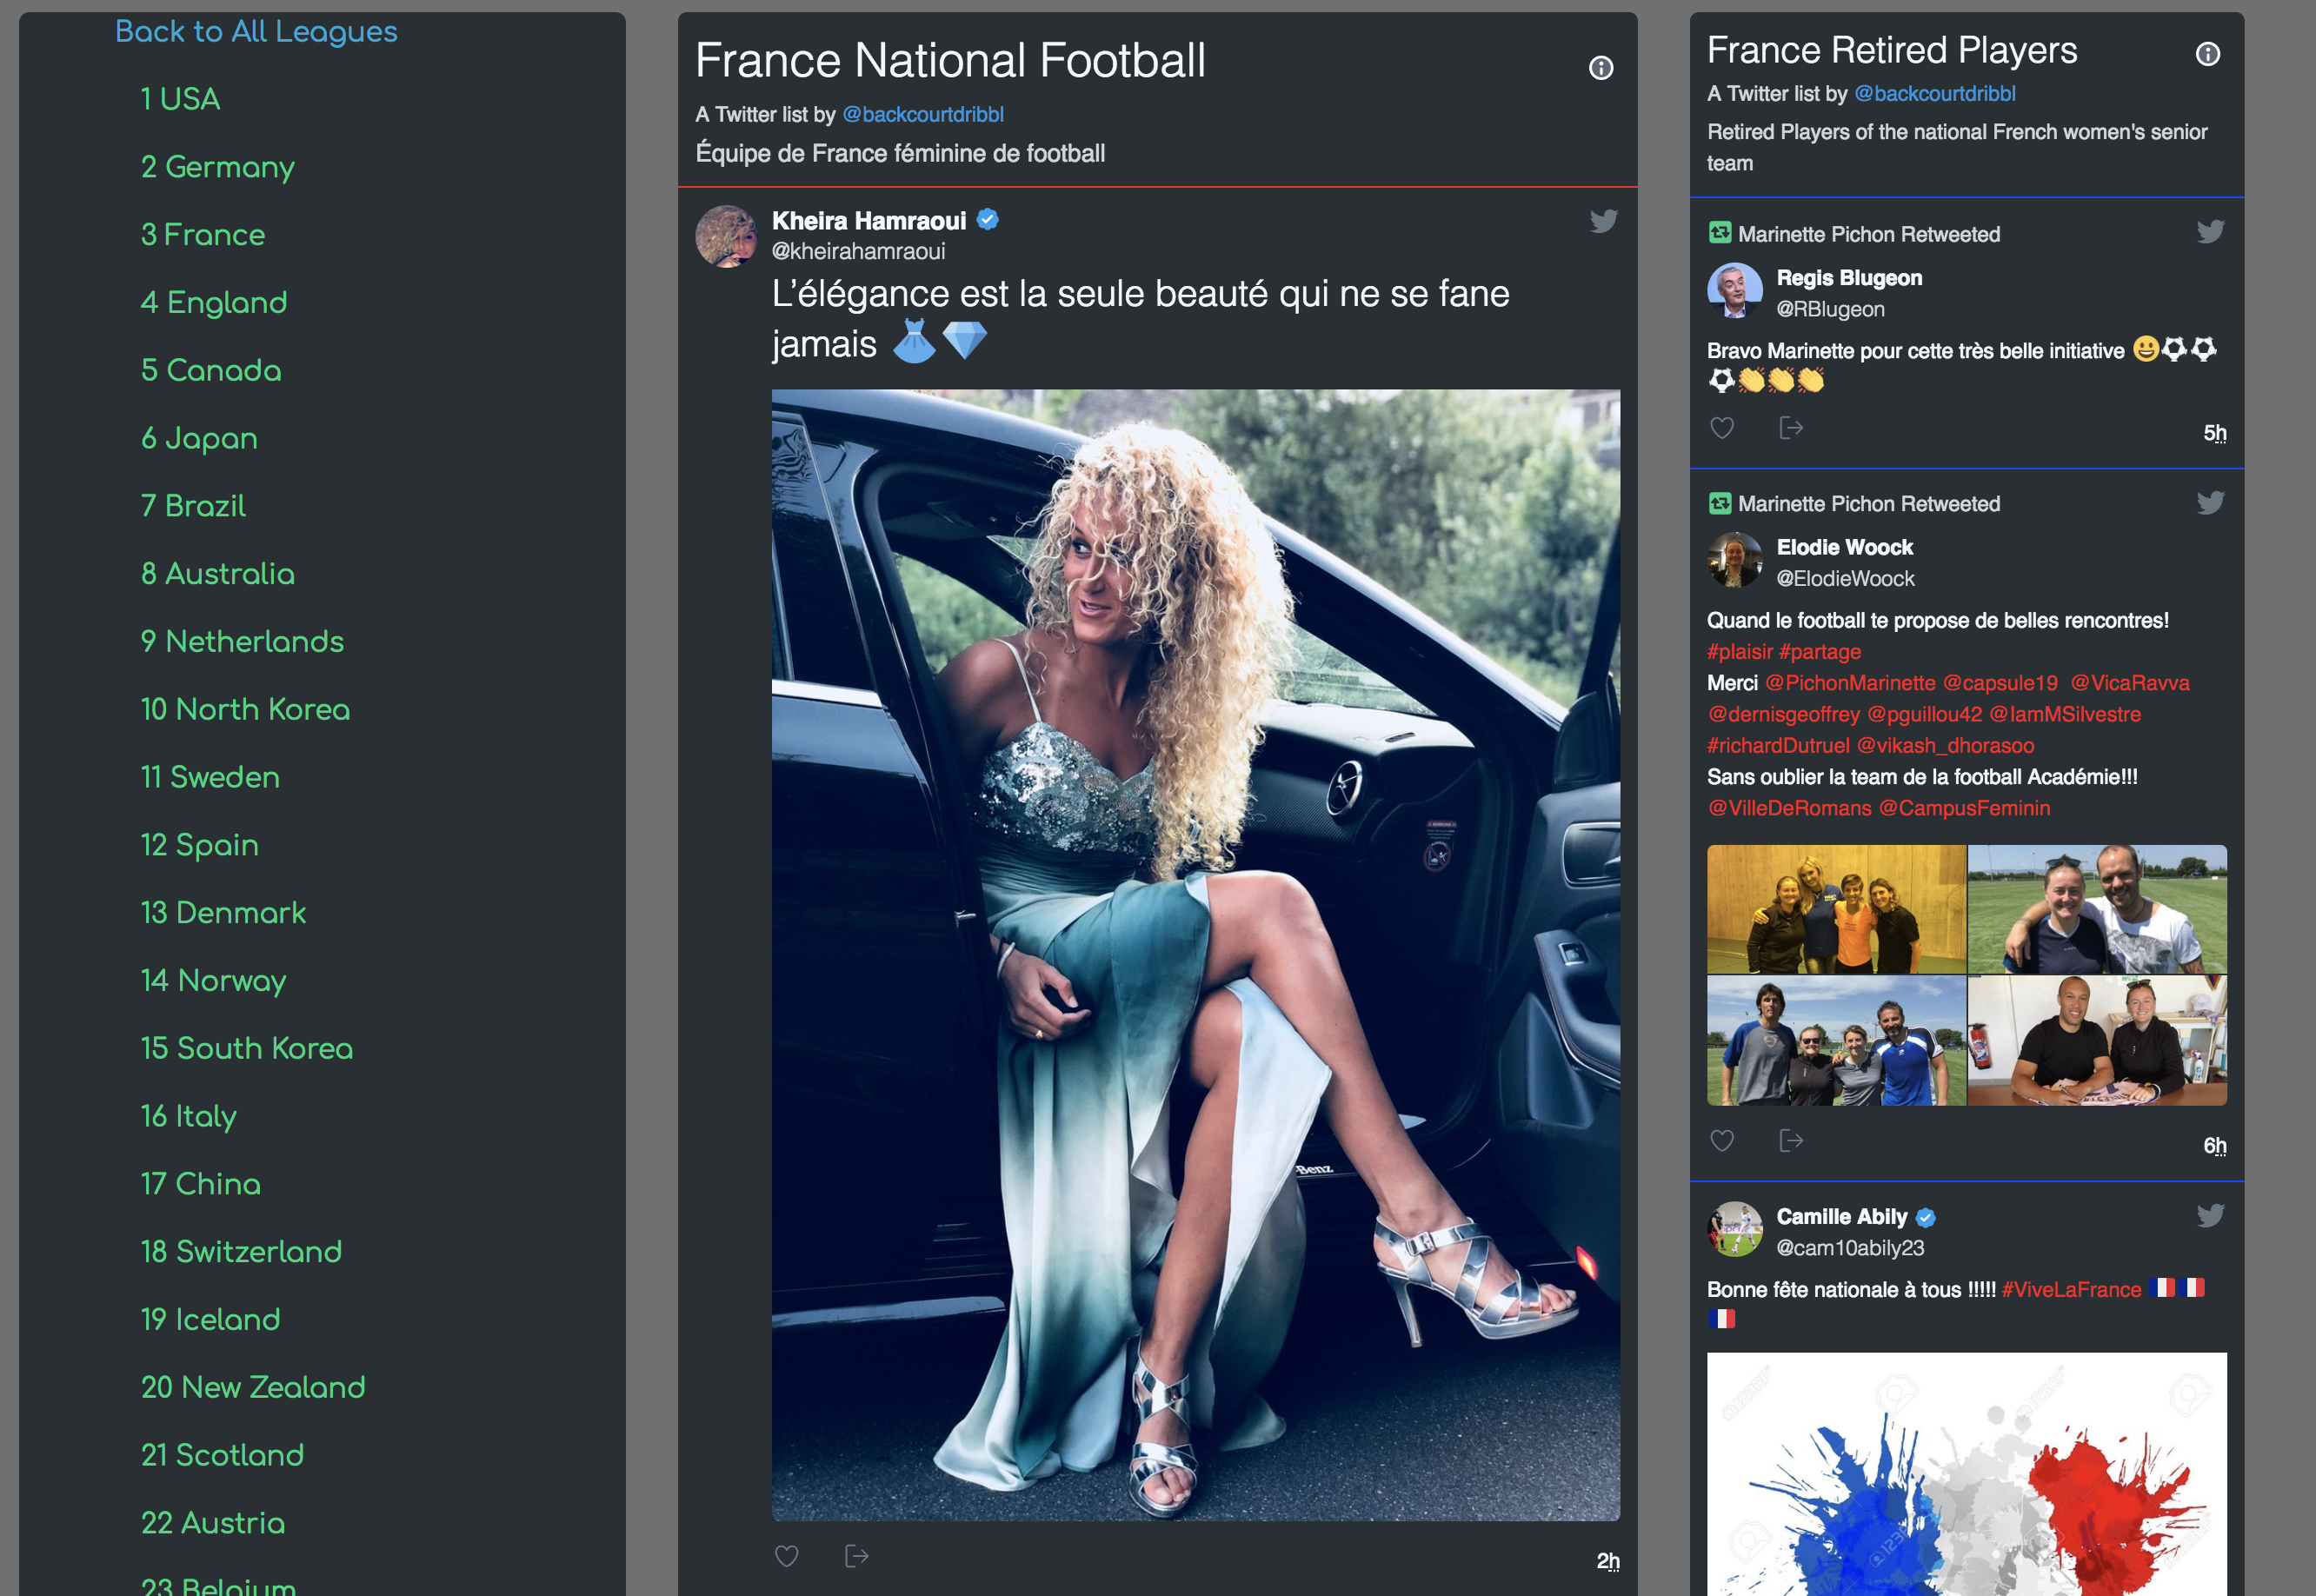 Back to All Leagues
1 USA
2 Germany
3 France
4 England
5 Canada
6 Japan
7 Brazil
8 Australia
9 Netherlands
10 North Korea
11 Sweden
12 Spain
13 Denmark
14 Norway
15 South Korea
16 Italy
17 China
18 Switzerland
19 Iceland
20 New Zealand
21 Scotland
22 Austria
23 Belgium
France National Football
A Twitter list by @backcourtdribbl
Équipe de France féminine de football
Kheira Hamraoui
@kheirahamraoui
L’élégance est la seule beauté qui ne se fane
jamais 👗💎
Benz
2h
France Retired Players
A Twitter list by @backcourtdribbl
Retired Players of the national French women's senior
team
Marinette Pichon Retweeted
Regis Blugeon
@RBlugeon
Bravo Marinette pour cette très belle initiative 😀⚽⚽
⚽👏👏👏
5h
Marinette Pichon Retweeted
Elodie Woock
@ElodieWoock
Quand le football te propose de belles rencontres!
#plaisir #partage
Merci @PichonMarinette @capsule19 @VicaRavva
@dernisgeoffrey @pguillou42 @IamMSilvestre
#richardDutruel @vikash_dhorasoo
Sans oublier la team de la football Académie!!!
@VilleDeRomans @CampusFeminin
6h
Camille Abily
@cam10abily23
Bonne fête nationale à tous !!!!! #ViveLaFrance 🇫🇷🇫🇷
🇫🇷